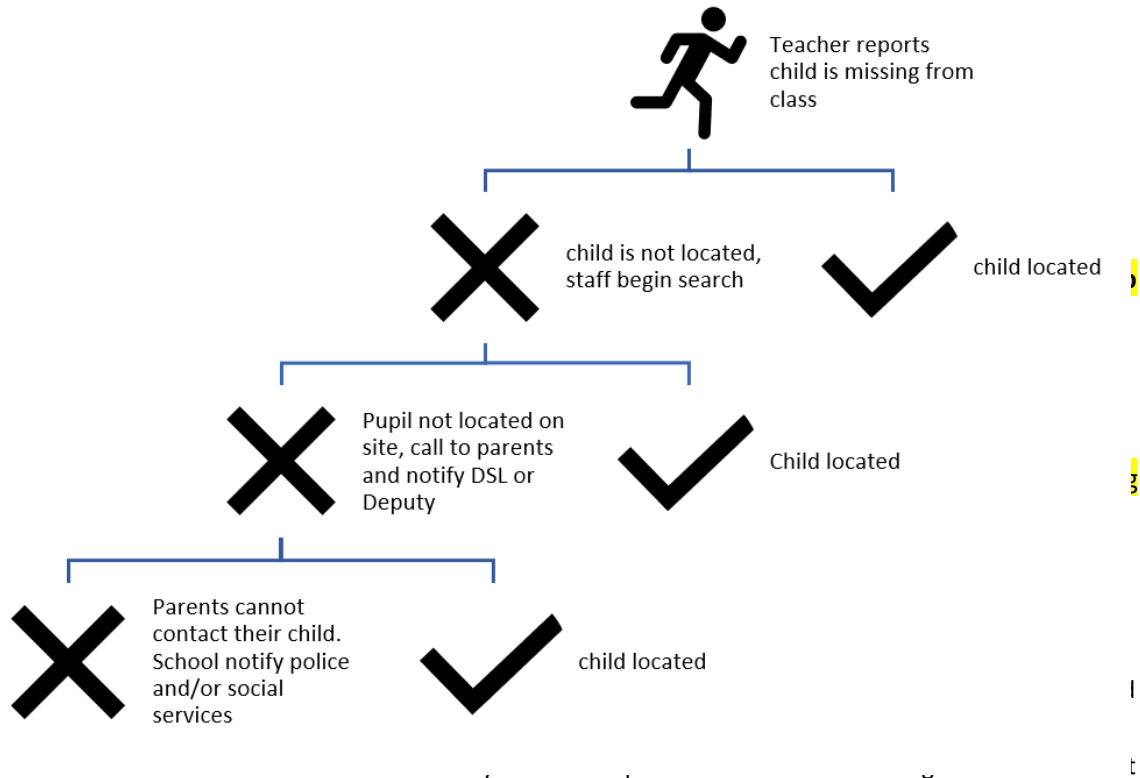 Teacher reports
child is missing from
class
child is not located,
staff begin search
child located
Pupil not located on
site, call to parents
and notify DSL or
Deputy
Child located
Parents cannot
contact their child.
School notify police
and/or social
services
child located